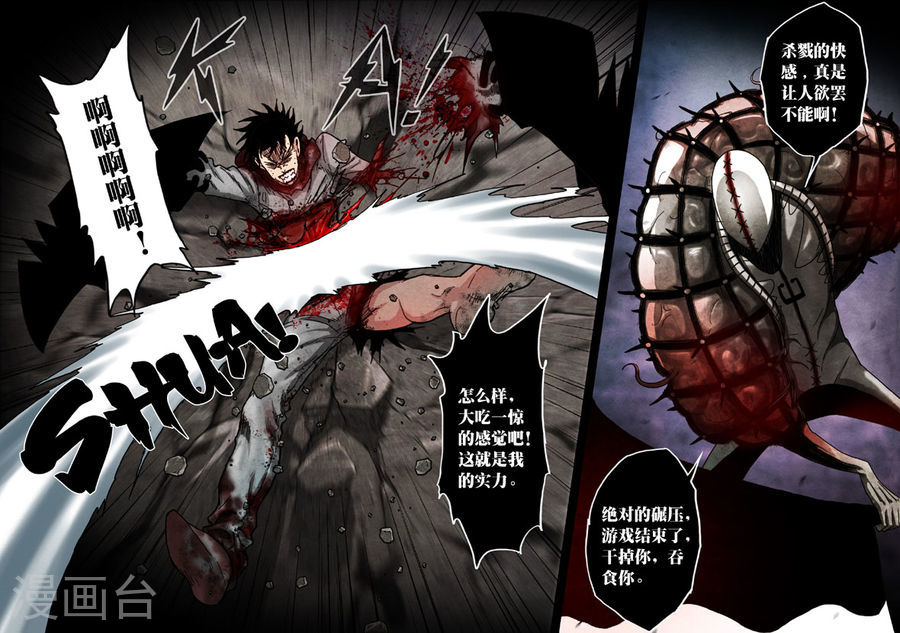 KA!
啊啊啊啊啊！
SHUA!
怎么样，
大吃一惊
的感觉吧！
这就是我
的实力。
杀戮的快
感，真是
让人欲罢
不能啊！
绝对的碾压，
游戏结束了，
干掉你，吞
食你。
漫画台